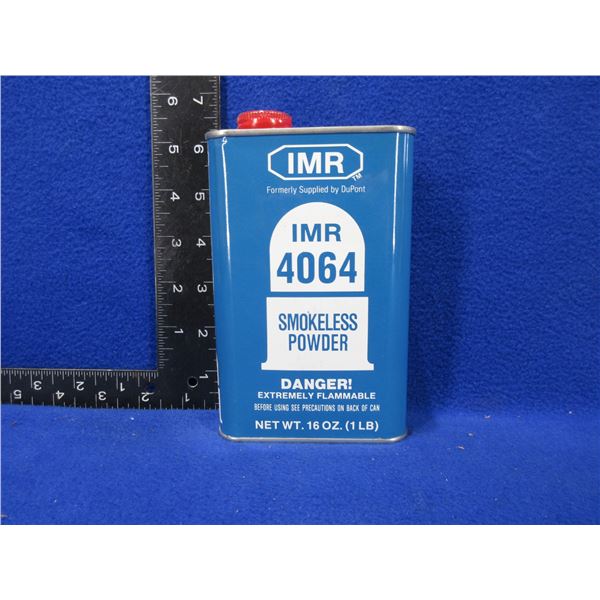 IMR
TM
Formerly Supplied by DuPont
IMR
4064
SMOKELESS
POWDER
DANGER!
EXTREMELY FLAMMABLE
BEFORE USING SEE PRECAUTIONS ON BACK OF CAN
NET WT. 16 OZ. (1 LB)